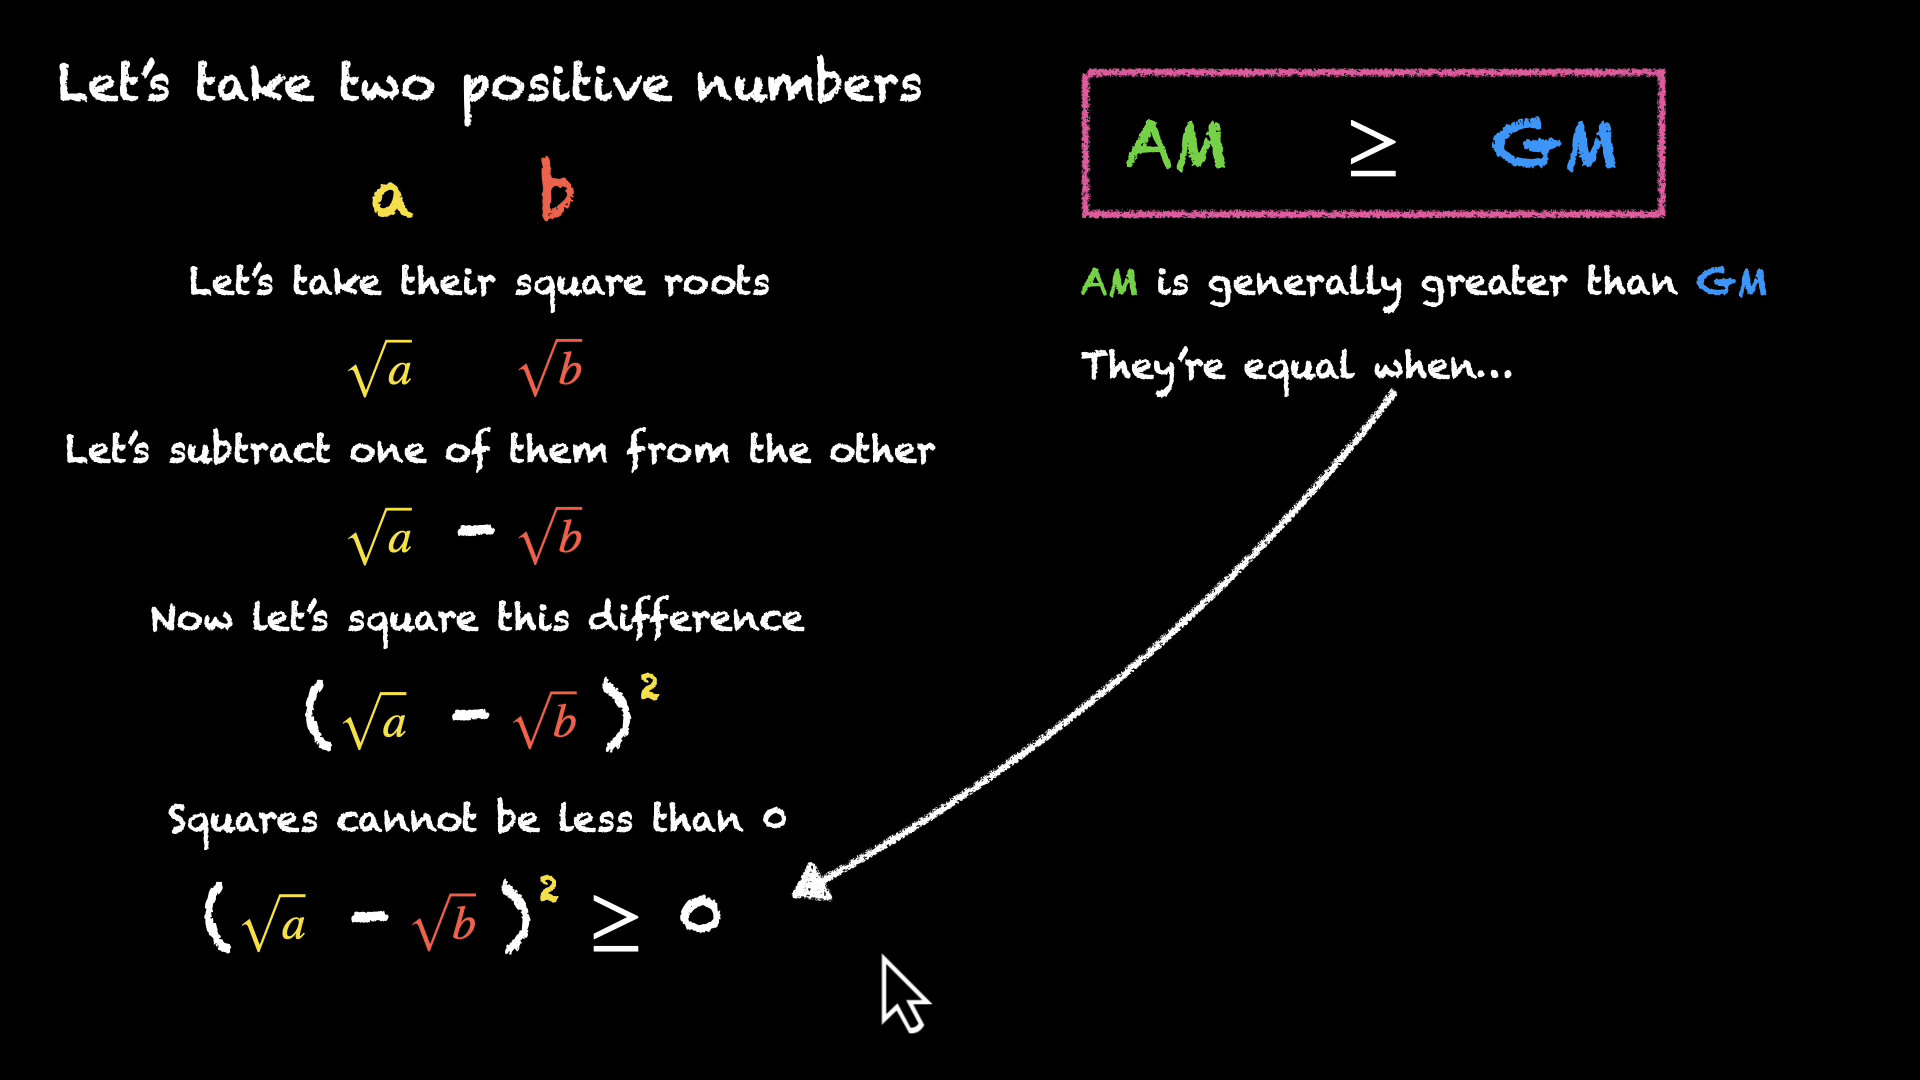 Let's take two positive numbers
a b
Let's take their square roots
√a √b
Let's subtract one of them from the other
√a - √b
Now let's square this difference
(√a - √b)²
Squares cannot be less than 0
(√a - √b)² ≥ 0
AM ≥ GM
AM is generally greater than GM
They're equal when...